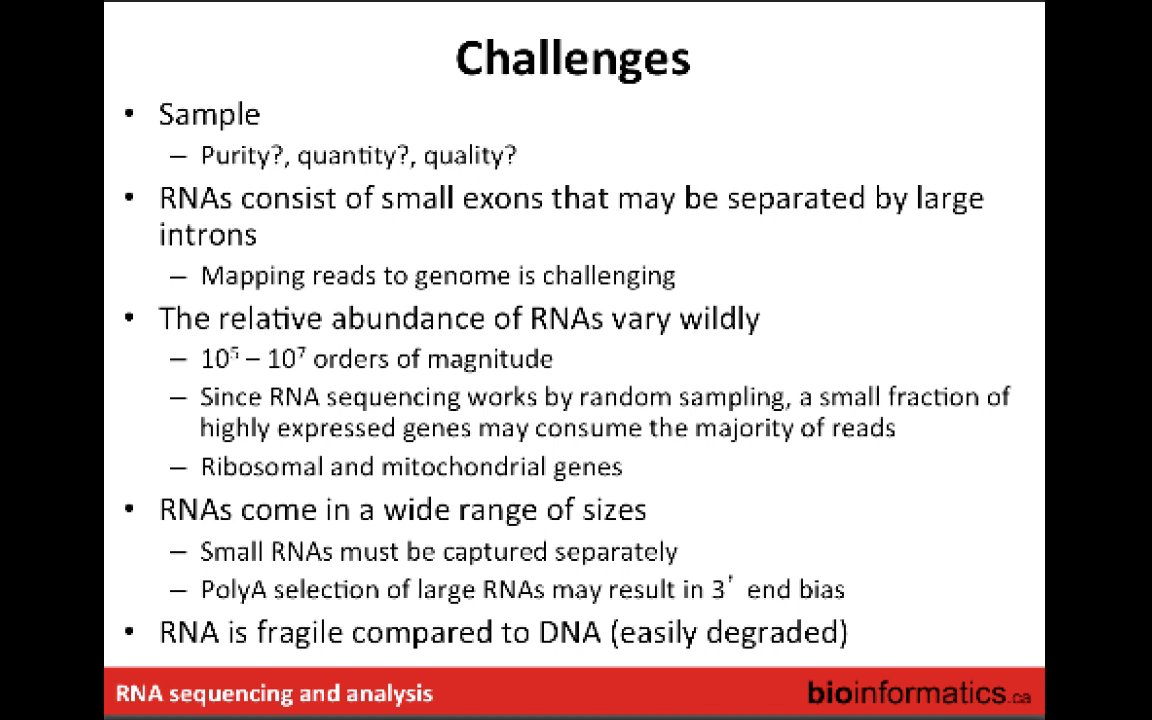 Challenges
• Sample
– Purity?, quantity?, quality?
• RNAs consist of small exons that may be separated by large
introns
– Mapping reads to genome is challenging
• The relative abundance of RNAs vary wildly
– 10⁵ – 10⁷ orders of magnitude
– Since RNA sequencing works by random sampling, a small fraction of
highly expressed genes may consume the majority of reads
– Ribosomal and mitochondrial genes
• RNAs come in a wide range of sizes
– Small RNAs must be captured separately
– PolyA selection of large RNAs may result in 3' end bias
• RNA is fragile compared to DNA (easily degraded)
RNA sequencing and analysis
bioinformatics.ca